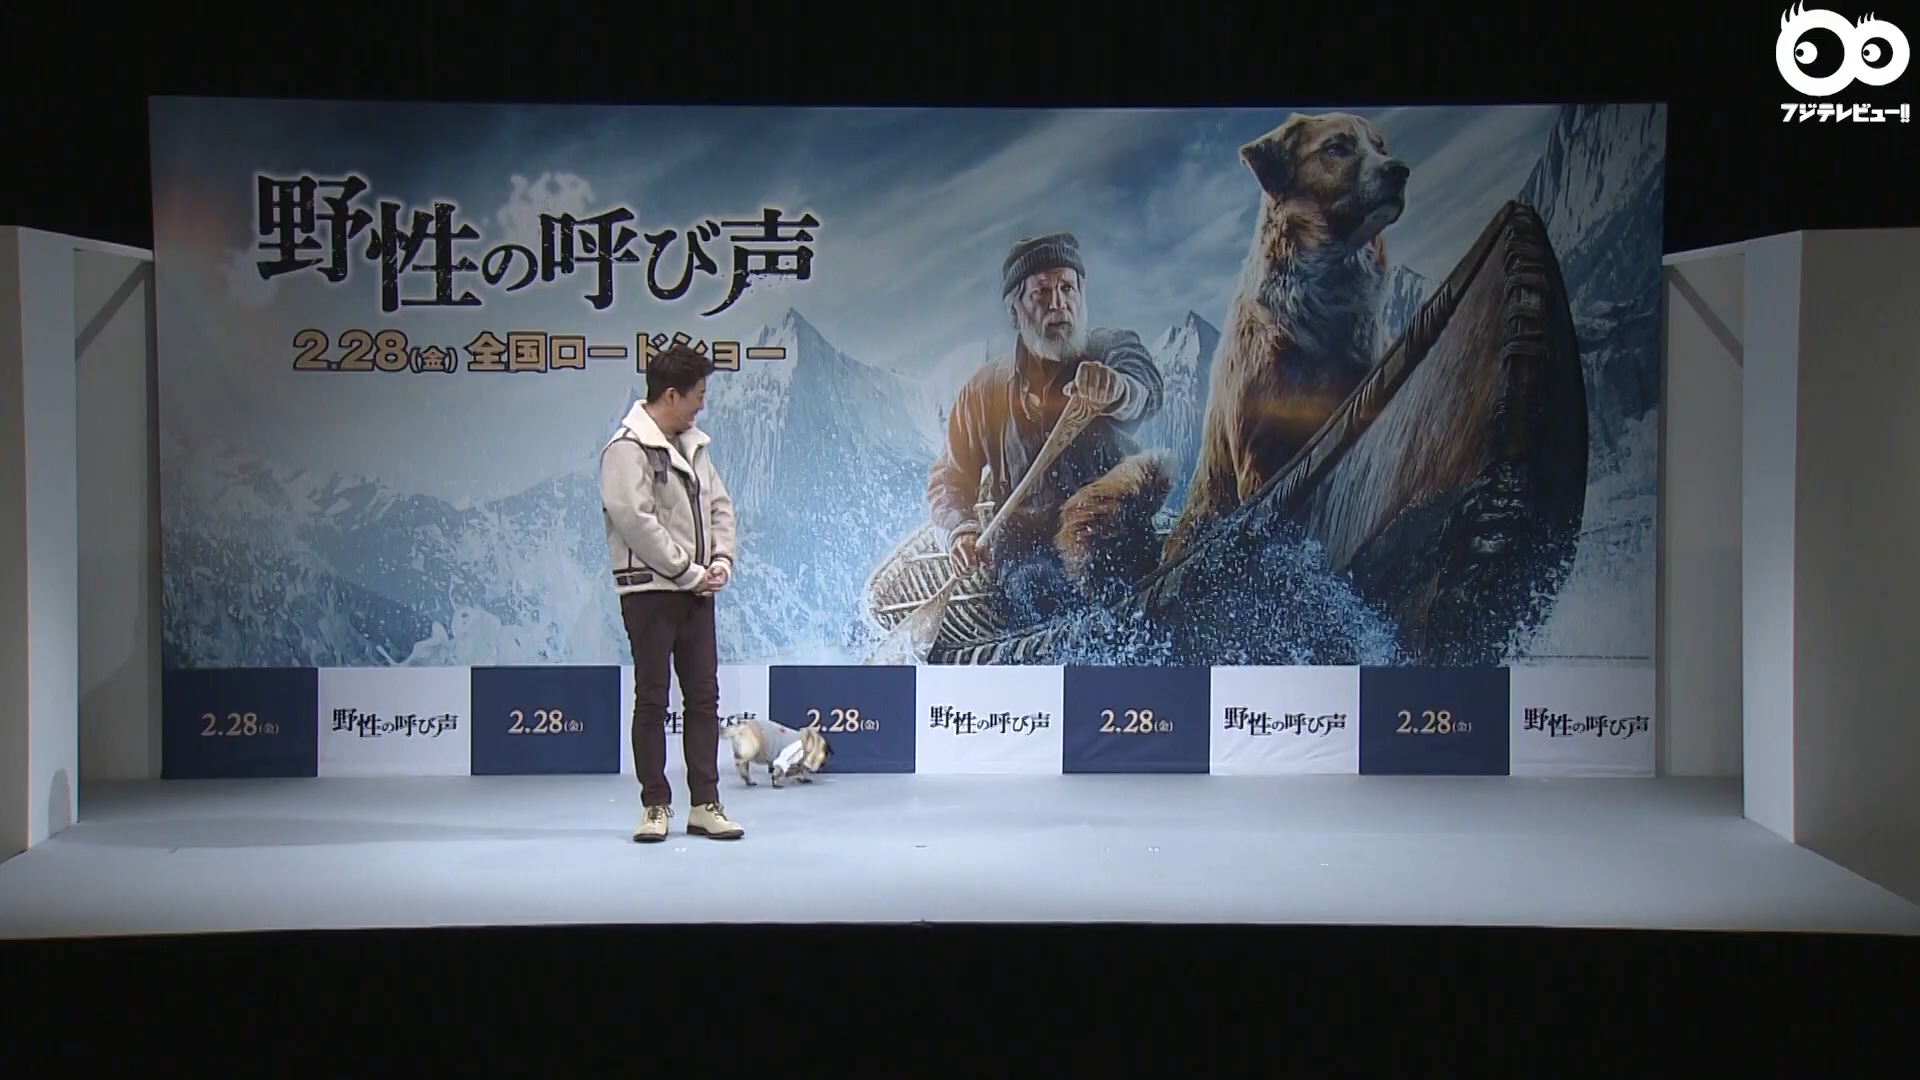 フジテレビュー!!
野性の呼び声
2.28(金) 全国ロードショー
2.28(金)
野性の呼び声
2.28(金)
性 声
2.28(金)
野性の呼び声
2.28(金)
野性の呼び声
2.28(金)
野性の呼び声